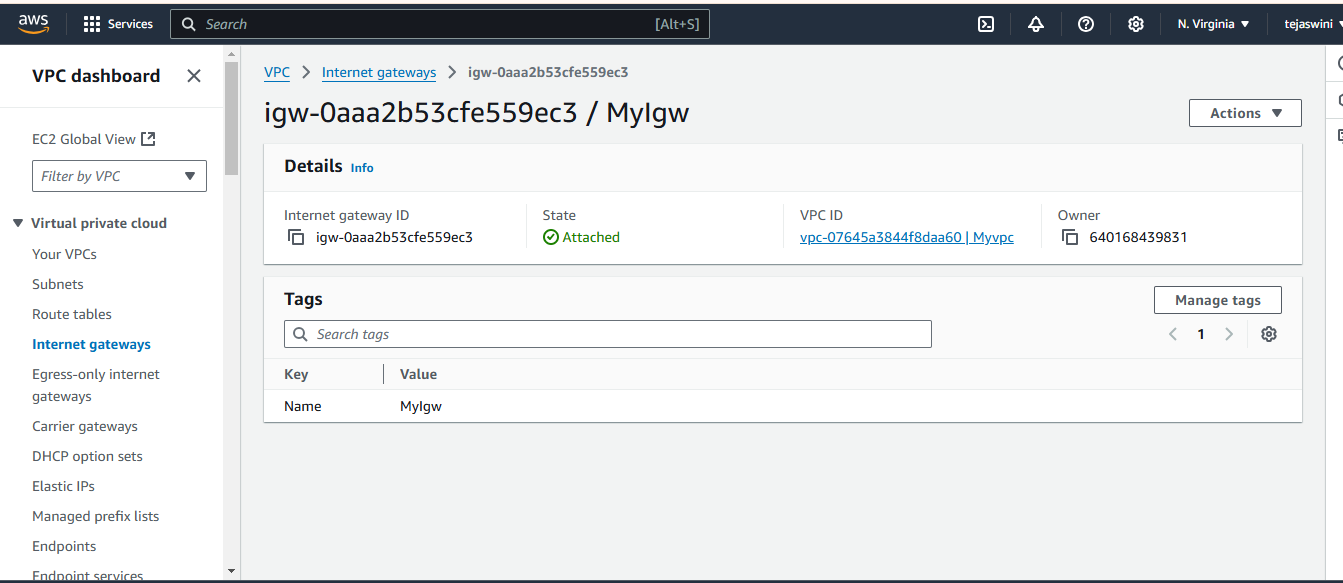 aws Services Search [Alt+S] N. Virginia tejaswini
VPC dashboard
EC2 Global View
Filter by VPC
Virtual private cloud
Your VPCs
Subnets
Route tables
Internet gateways
Egress-only internet
gateways
Carrier gateways
DHCP option sets
Elastic IPs
Managed prefix lists
Endpoints
Endpoint services
VPC > Internet gateways > igw-0aaa2b53cfe559ec3
igw-0aaa2b53cfe559ec3 / MyIgw
Actions
Details Info
Internet gateway ID State VPC ID Owner
igw-0aaa2b53cfe559ec3 Attached vpc-07645a3844f8daa60 | Myvpc 640168439831
Tags
Manage tags
Search tags
1
Key Value
Name MyIgw